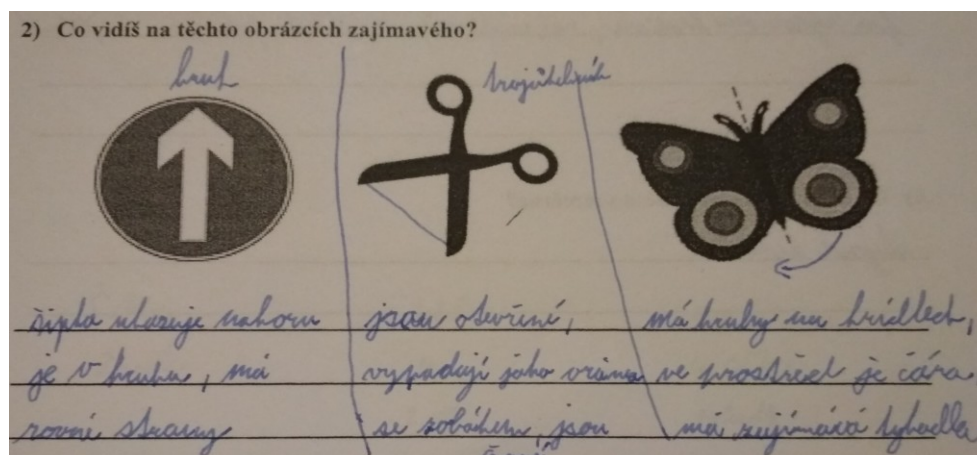 2) Co vidíš na těchto obrázcích zajímavého?
kruh
trojúhelník
šipka ukazuje nahoru
je v kruhu, má
rovné strany
jsou otevřené,
vypadají jako vrána
se zobákem, jsou
má kruhy na křídlech,
ve prostřed je čára
má zajímavá tykadla